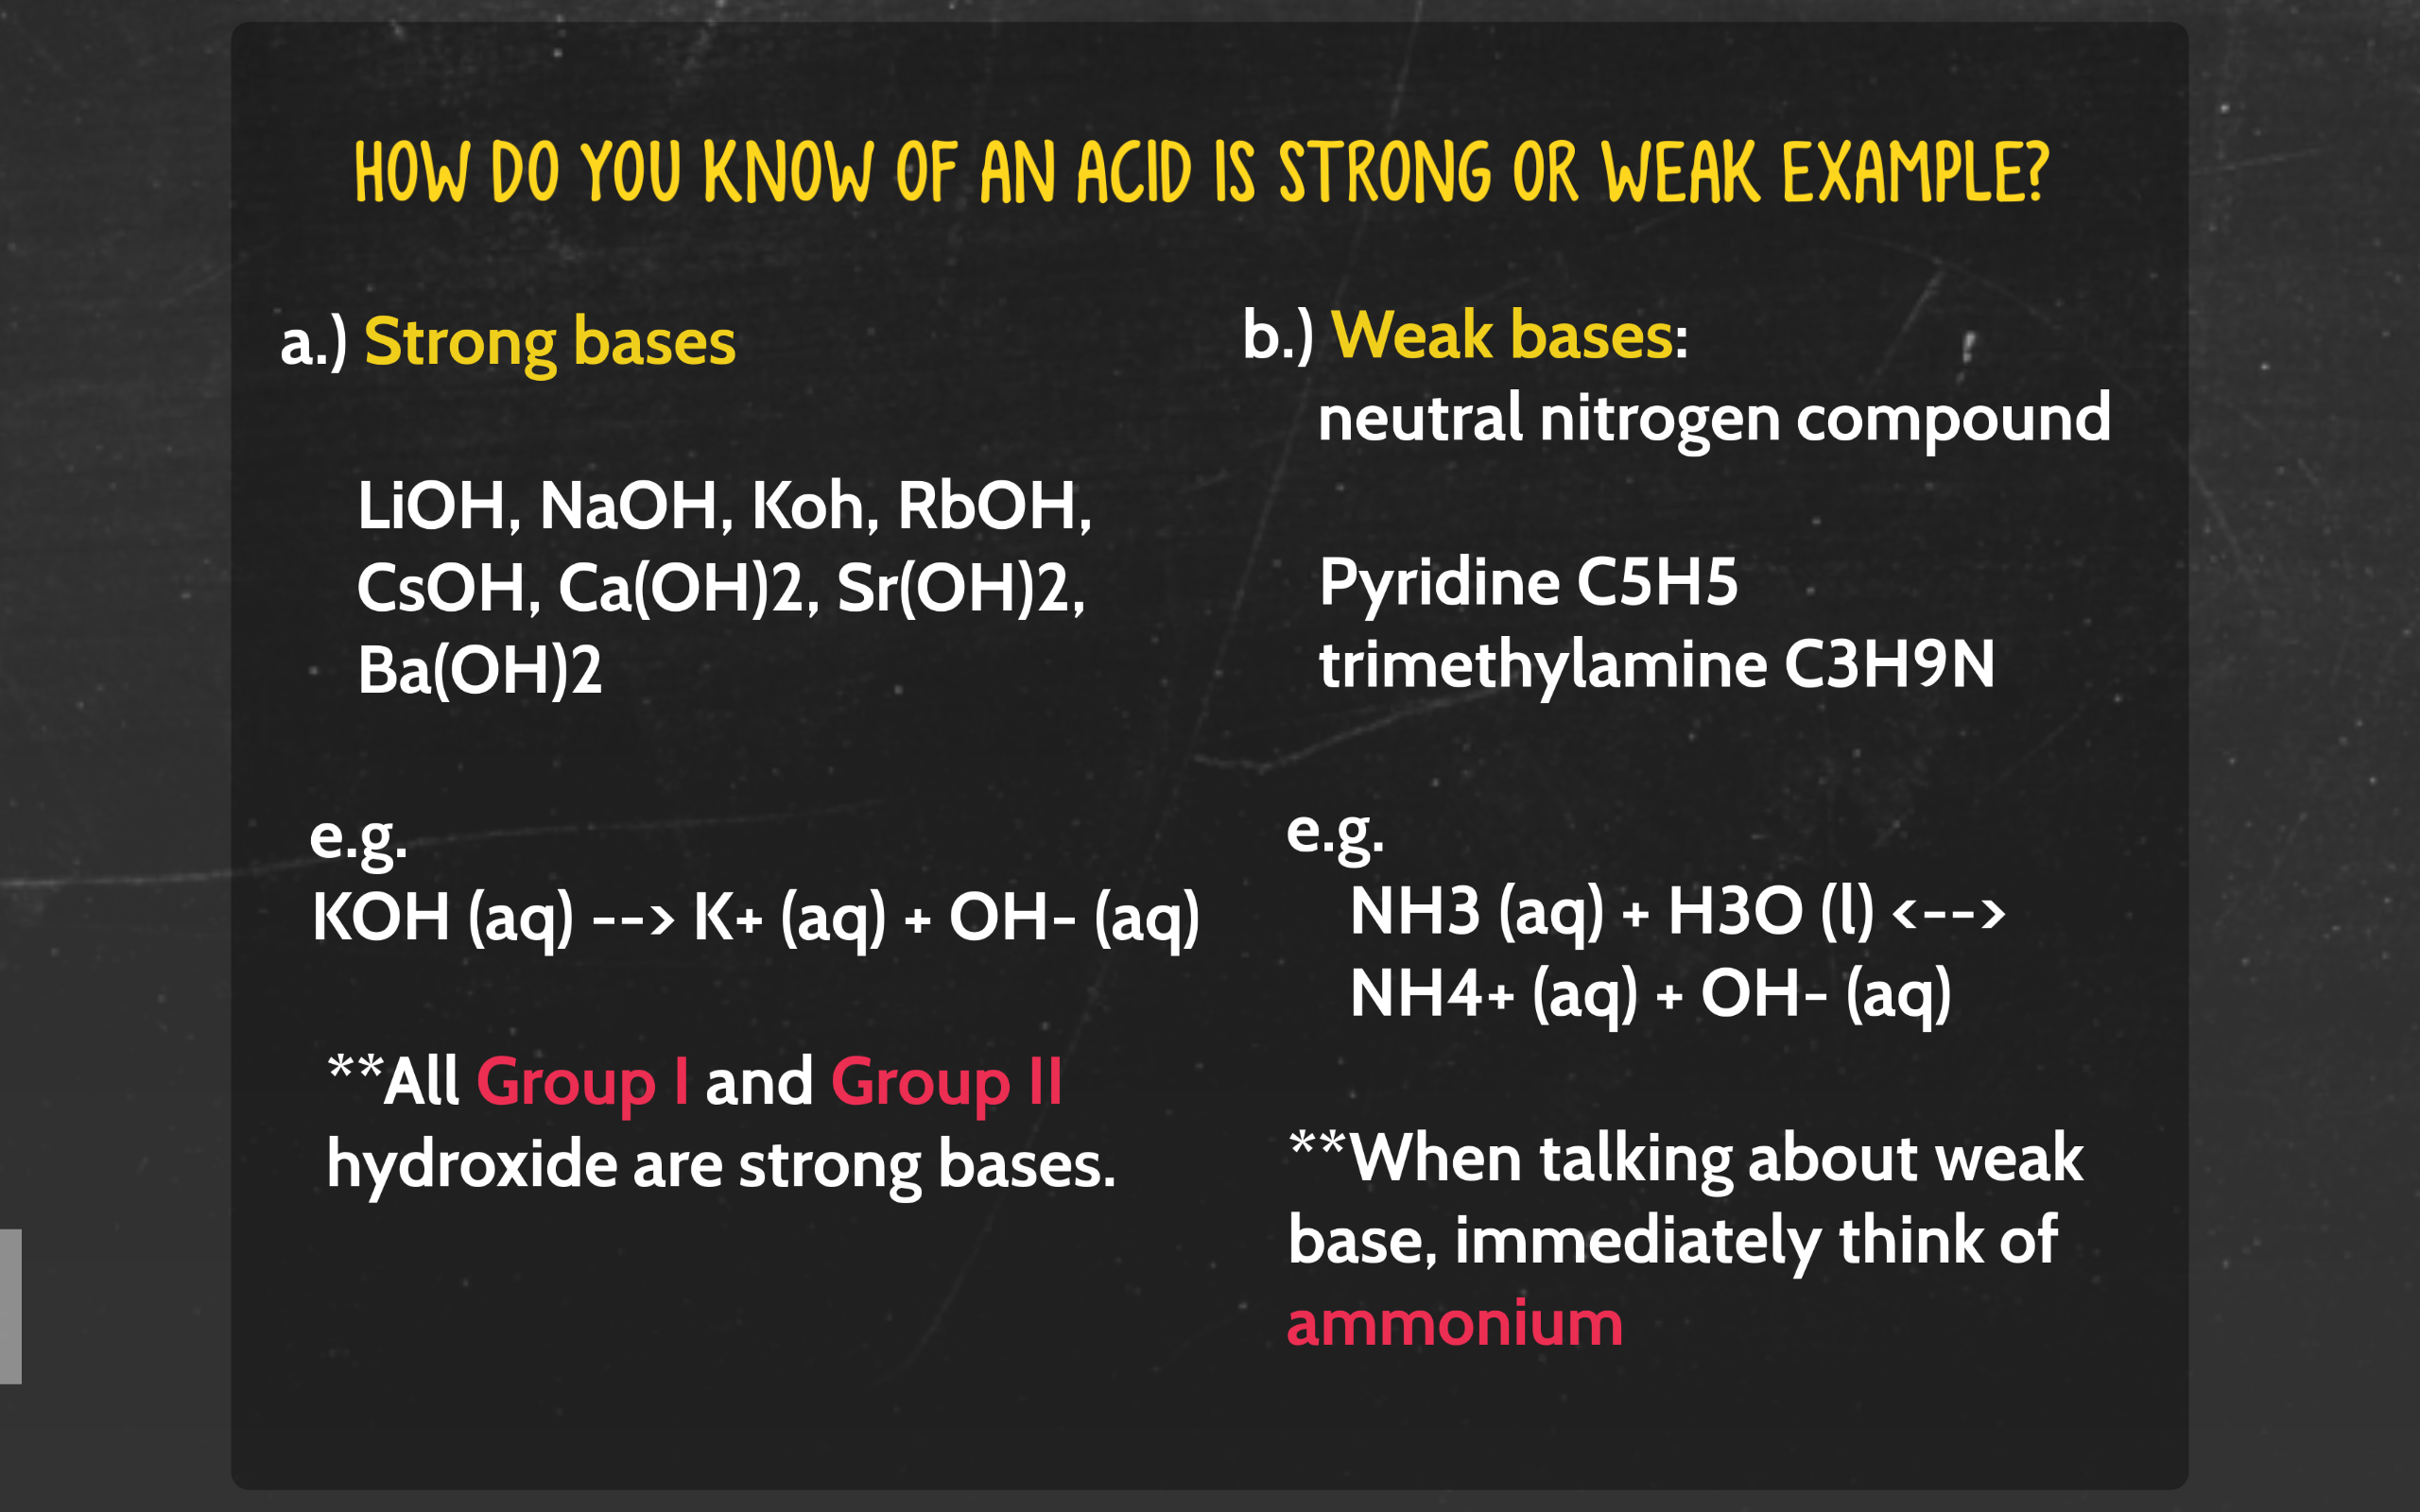 HOW DO YOU KNOW OF AN ACID IS STRONG OR WEAK EXAMPLE?
a.) Strong bases
LiOH, NaOH, Koh, RbOH,
CsOH, Ca(OH)2, Sr(OH)2,
Ba(OH)2
e.g.
KOH (aq) --> K+ (aq) + OH- (aq)
**All Group I and Group II
hydroxide are strong bases.
b.) Weak bases:
neutral nitrogen compound
Pyridine C5H5
trimethylamine C3H9N
e.g.
NH3 (aq) + H3O (l) <-->
NH4+ (aq) + OH- (aq)
**When talking about weak
base, immediately think of
ammonium